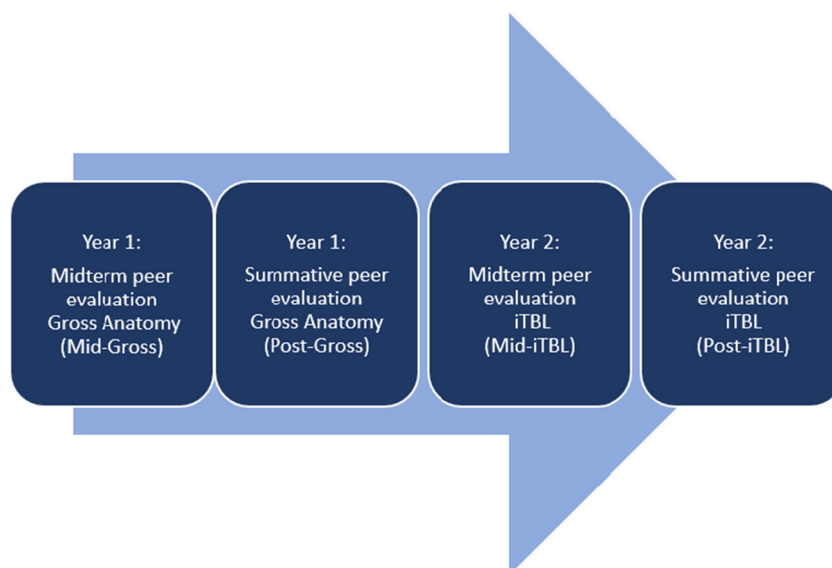 Year 1:
Midterm peer
evaluation
Gross Anatomy
(Mid-Gross)
Year 1:
Summative peer
evaluation
Gross Anatomy
(Post-Gross)
Year 2:
Midterm peer
evaluation
iTBL
(Mid-iTBL)
Year 2:
Summative peer
evaluation
iTBL
(Post-iTBL)